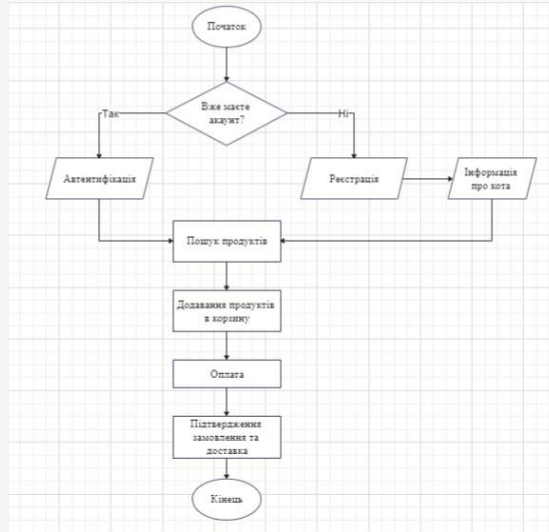 Початок
Вже маєте
акаунт?
Так
Ні
Автентифікація
Реєстрація
Інформація
про кота
Пошук продуктів
Додавання продуктів
в корзину
Оплата
Підтвердження
замовлення та
доставка
Кінець